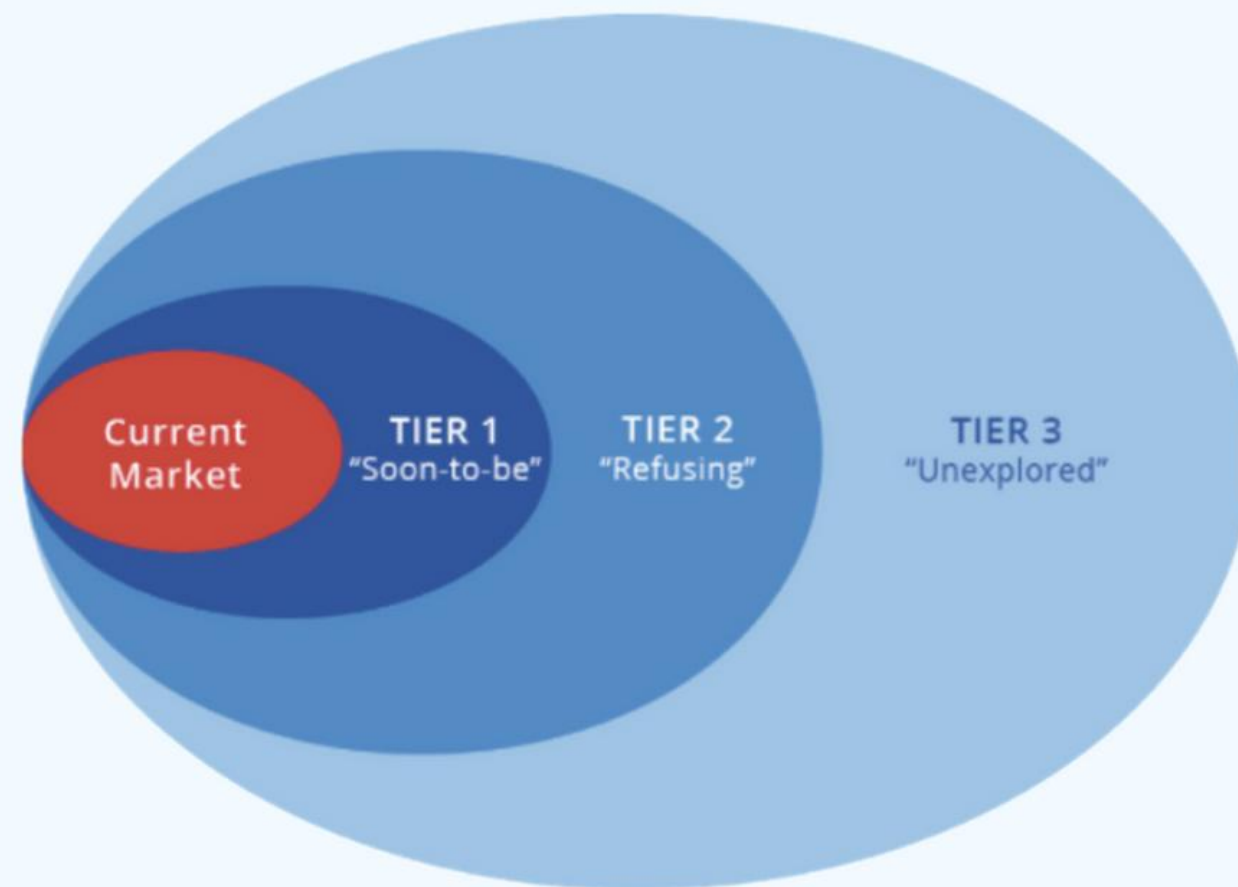 Current
Market
TIER 1
“Soon-to-be”
TIER 2
“Refusing”
TIER 3
“Unexplored”